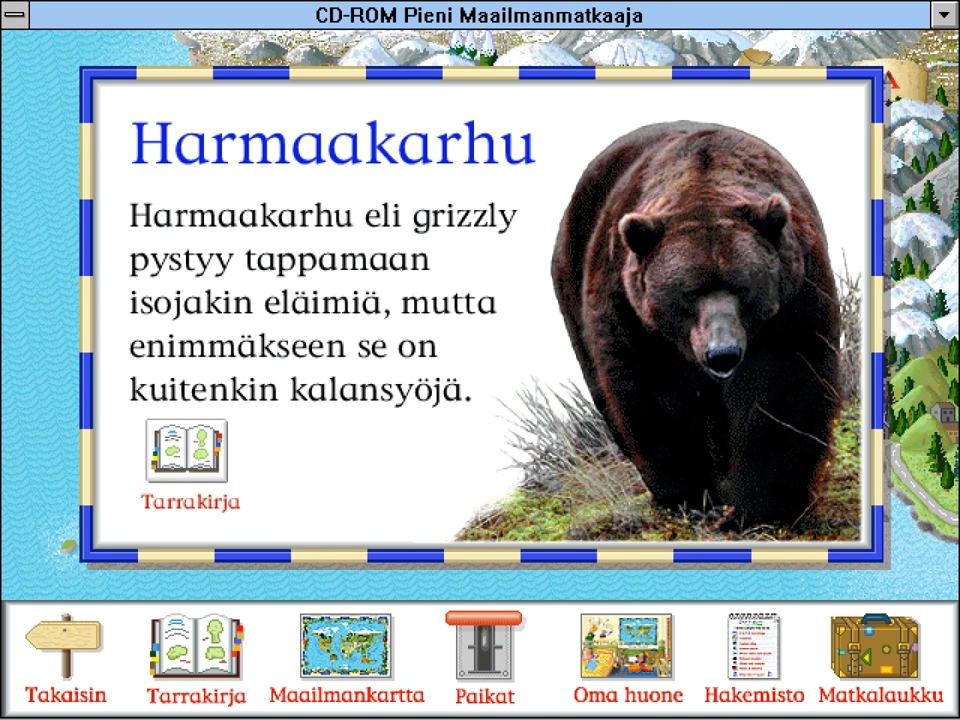 CD-ROM Pieni Maailmanmatkaaja
Harmaakarhu
Harmaakarhu eli grizzly
pystyy tappamaan
isojakin eläimiä, mutta
enimmäkseen se on
kuitenkin kalansyöjä.
Tarrakirja
Takaisin
Tarrakirja
Maailmankartta
Paikat
Oma huone
Hakemisto
Matkalaukku